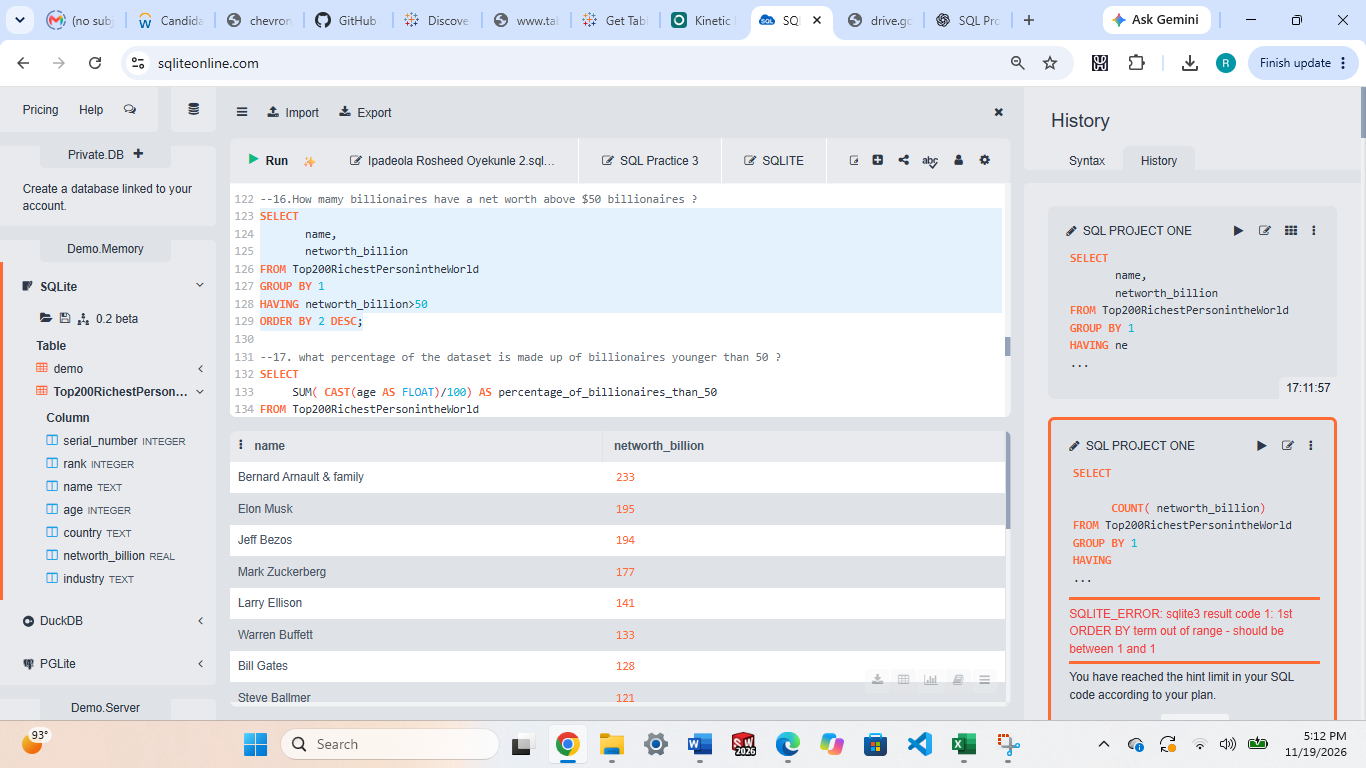 (no subj
Candida
chevron
GitHub
Discove
www.tab
Get Tabl
Kinetic
SQL
drive.go
SQL Pro
Ask Gemini
sqliteonline.com
R
Finish update
Pricing
Help
Private.DB
Create a database linked to your
account.
Demo.Memory
SQLite
0.2 beta
Table
demo
Top200RichestPerson...
Column
serial_number INTEGER
rank INTEGER
name TEXT
age INTEGER
country TEXT
networth_billion REAL
industry TEXT
DuckDB
PGLite
Demo.Server
Import
Export
Run
Ipadeola Rosheed Oyekunle 2.sql...
SQL Practice 3
SQLITE
abc
122 --16.How mamy billionaires have a net worth above $50 billionaires ?
123 SELECT
124 name,
125 networth_billion
126 FROM Top200RichestPersonintheWorld
127 GROUP BY 1
128 HAVING networth_billion>50
129 ORDER BY 2 DESC;
130
131 --17. what percentage of the dataset is made up of billionaires younger than 50 ?
132 SELECT
133 SUM( CAST(age AS FLOAT)/100) AS percentage_of_billionaires_than_50
134 FROM Top200RichestPersonintheWorld
name networth_billion
Bernard Arnault & family 233
Elon Musk 195
Jeff Bezos 194
Mark Zuckerberg 177
Larry Ellison 141
Warren Buffett 133
Bill Gates 128
Steve Ballmer 121
History
Syntax
History
SQL PROJECT ONE
SELECT
name,
networth_billion
FROM Top200RichestPersonintheWorld
GROUP BY 1
HAVING ne
...
17:11:57
SQL PROJECT ONE
SELECT
COUNT( networth_billion)
FROM Top200RichestPersonintheWorld
GROUP BY 1
HAVING
...
SQLITE_ERROR: sqlite3 result code 1: 1st
ORDER BY term out of range - should be
between 1 and 1
You have reached the hint limit in your SQL
code according to your plan.
93°
Search
SW
2026
5:12 PM
11/19/2026